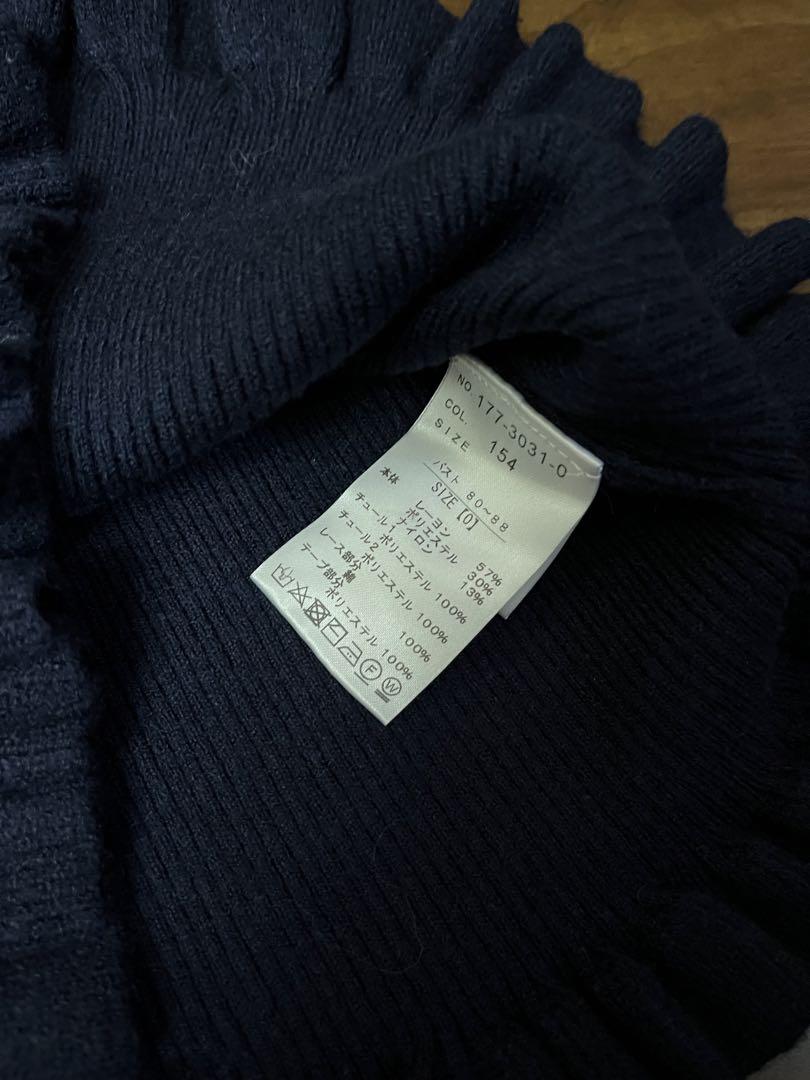 NO. 177-3031-0
COL. 154
SIZE
バスト 80~88
SIZE【0】
本体 レーヨン 57%
ポリエステル 30%
ナイロン 13%
チュール1 ポリエステル 100%
チュール2 ポリエステル 100%
レース部分 綿 100%
テープ部分 ポリエステル 100%
F W